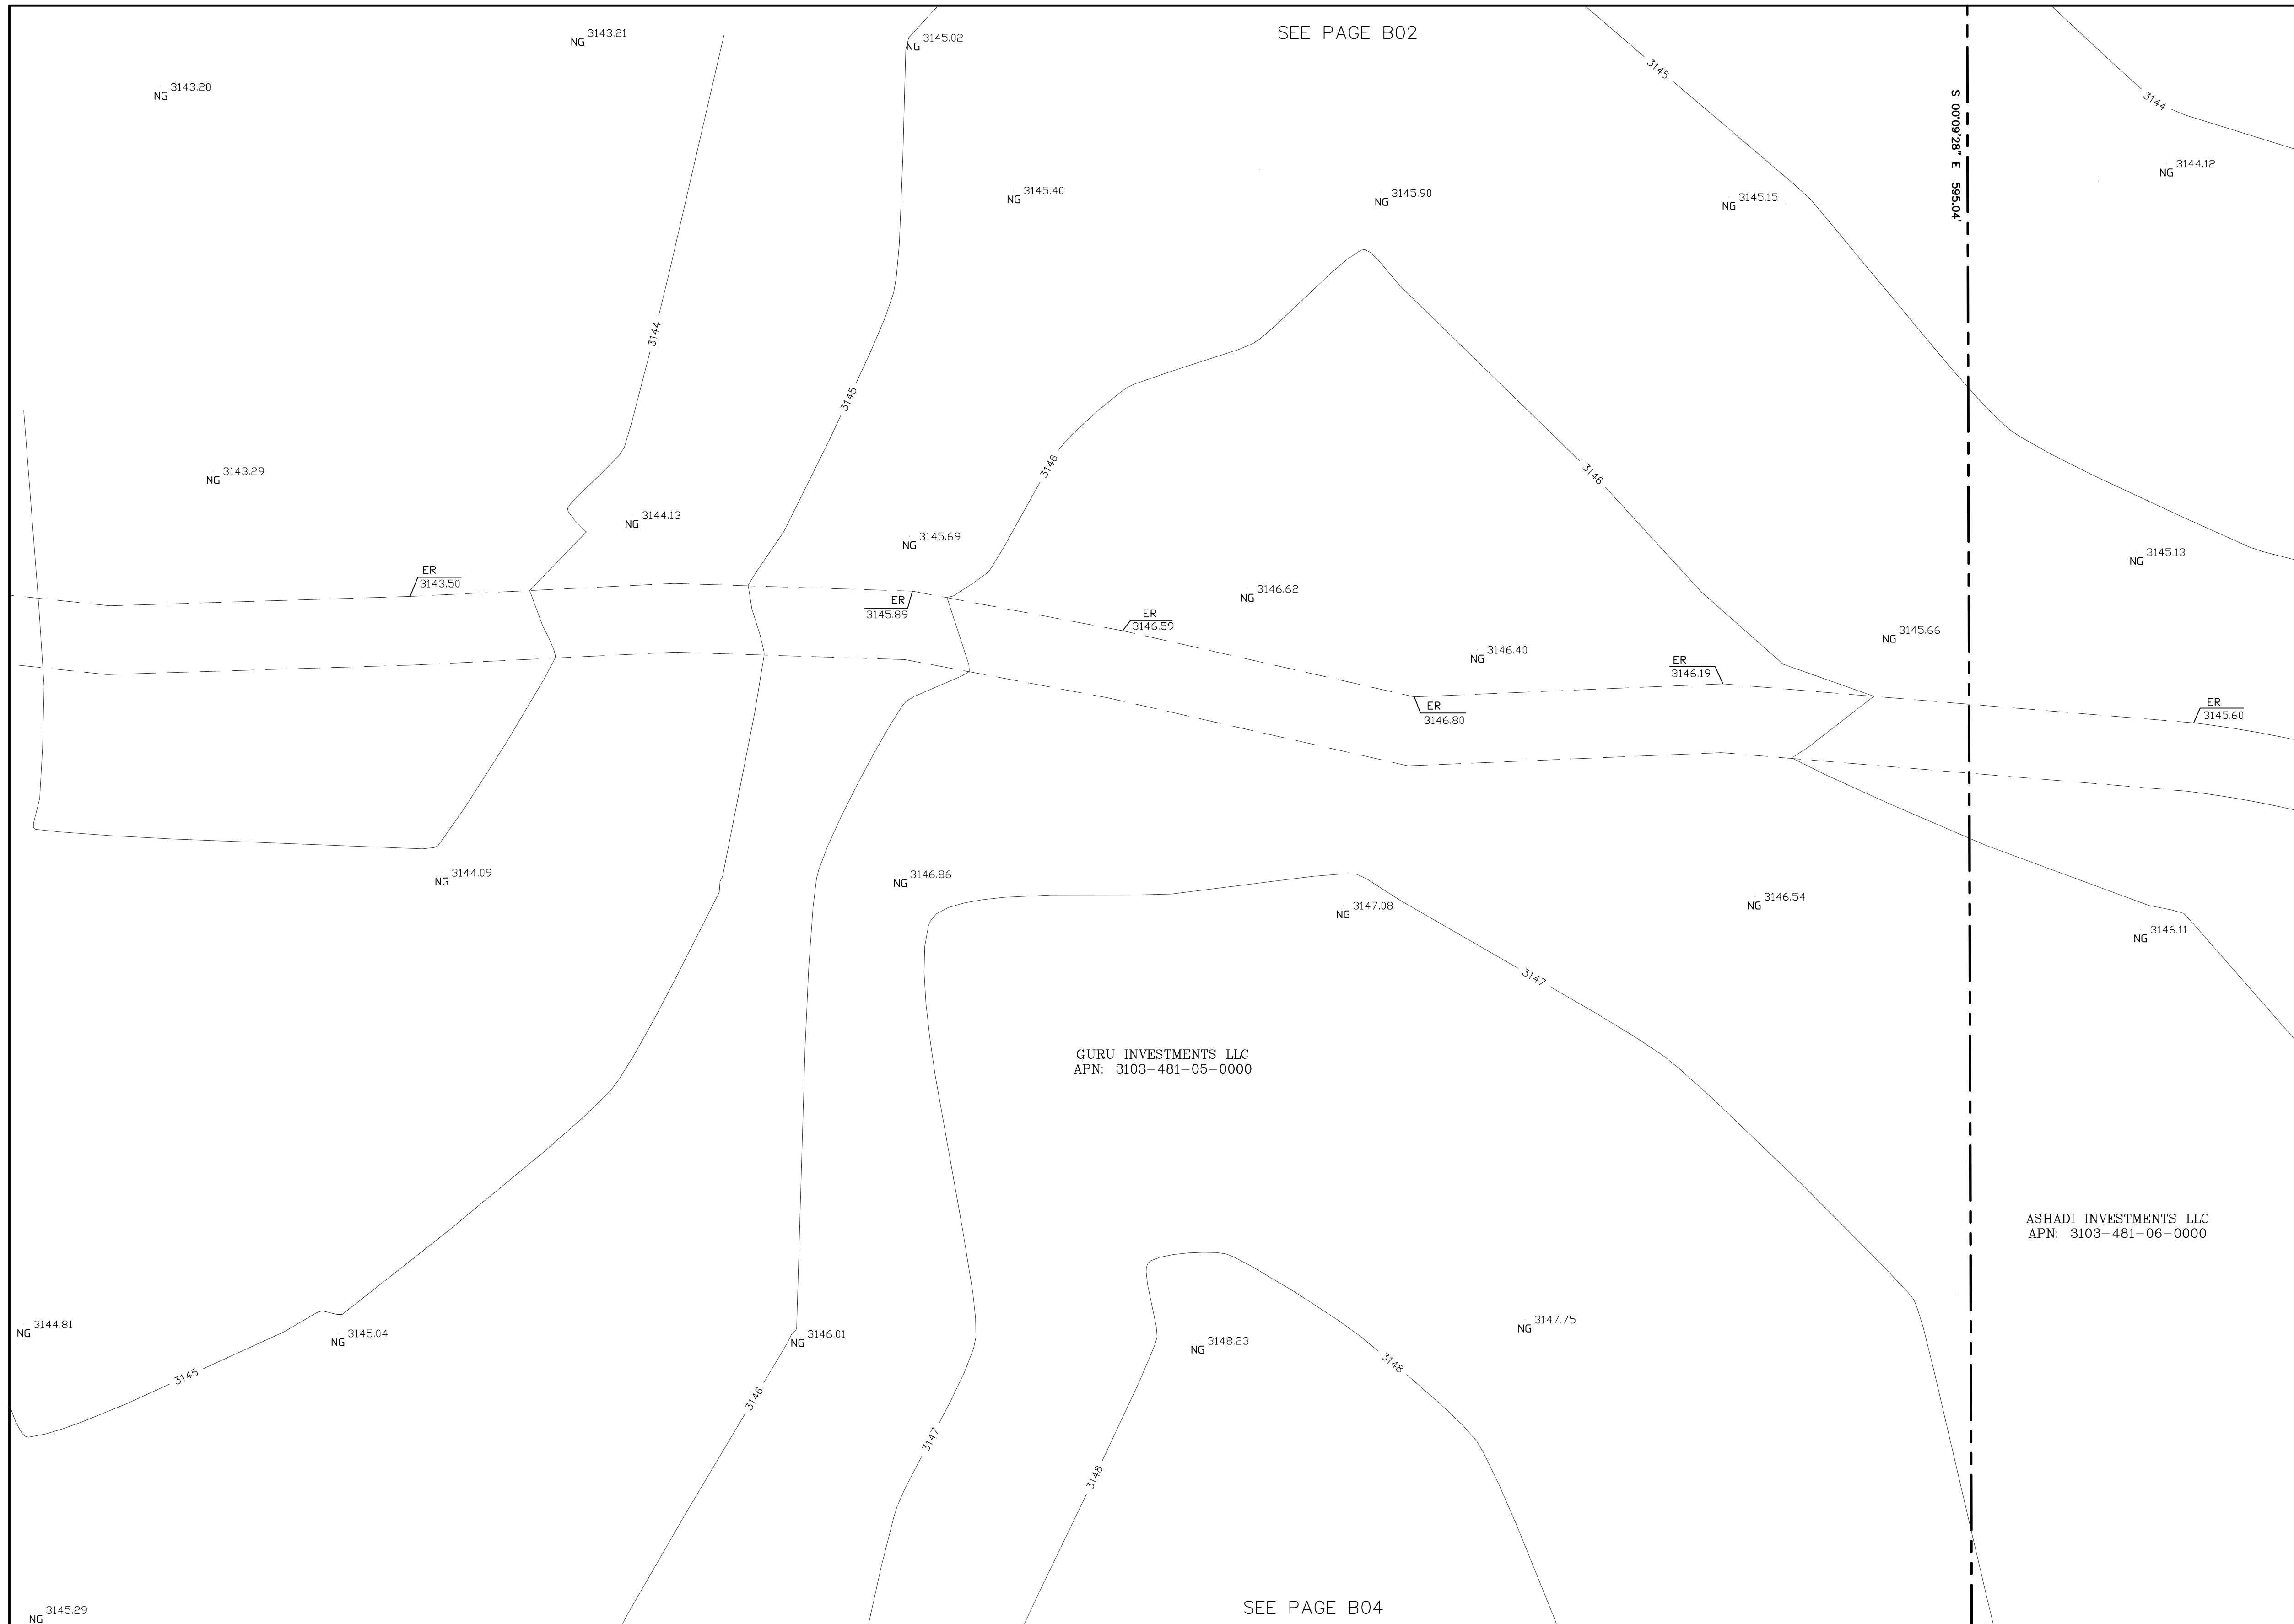 SEE PAGE B02
NG 3143.21
NG 3145.02
NG 3143.20
3145
3144
S 00°09'28" E 595.04'
NG 3144.12
NG 3145.40
NG 3145.90
NG 3145.15
3144
3145
3146
3146
NG 3143.29
NG 3144.13
NG 3145.69
NG 3145.13
ER
3143.50
ER
3145.89
ER
3146.59
NG 3146.62
NG 3145.66
NG 3146.40
ER
3146.19
ER
3146.80
ER
3145.60
NG 3144.09
NG 3146.86
NG 3147.08
NG 3146.54
NG 3146.11
3147
GURU INVESTMENTS LLC
APN: 3103-481-05-0000
ASHADI INVESTMENTS LLC
APN: 3103-481-06-0000
NG 3144.81
NG 3145.04
NG 3146.01
NG 3148.23
NG 3147.75
3145
3146
3148
3147
3148
NG 3145.29
SEE PAGE B04